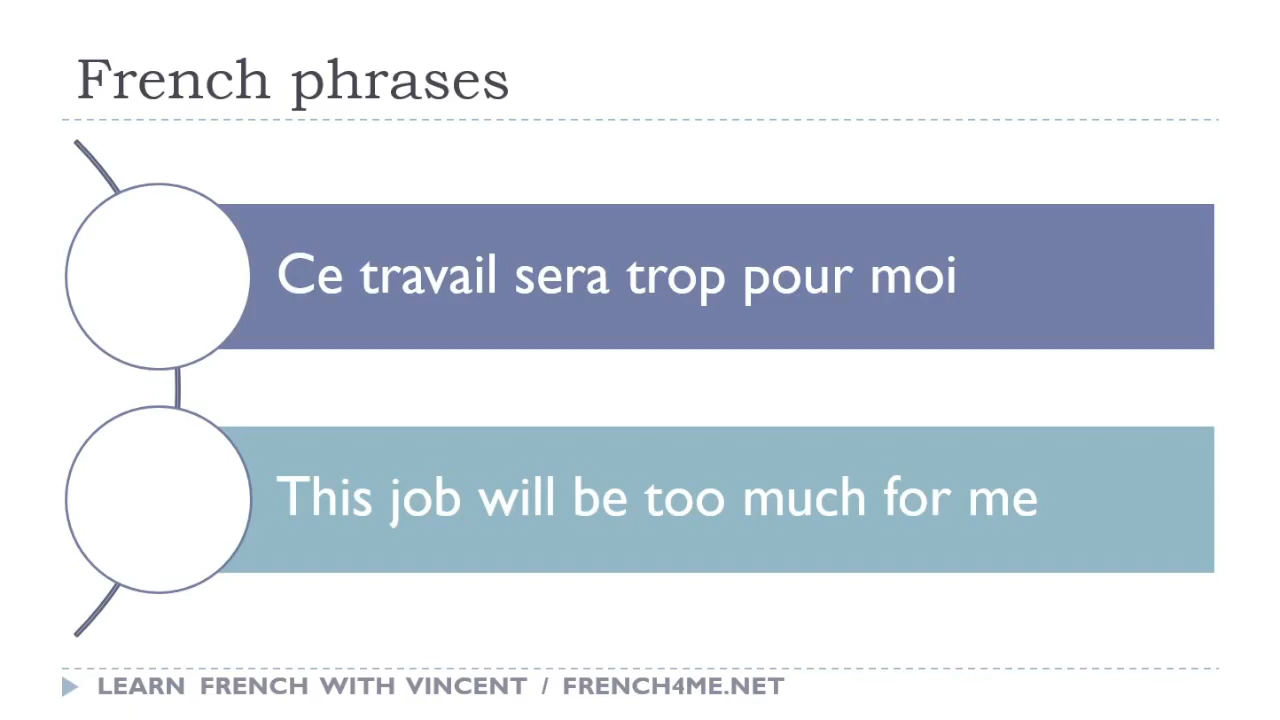 French phrases
Ce travail sera trop pour moi
This job will be too much for me
LEARN FRENCH WITH VINCENT / FRENCH4ME.NET